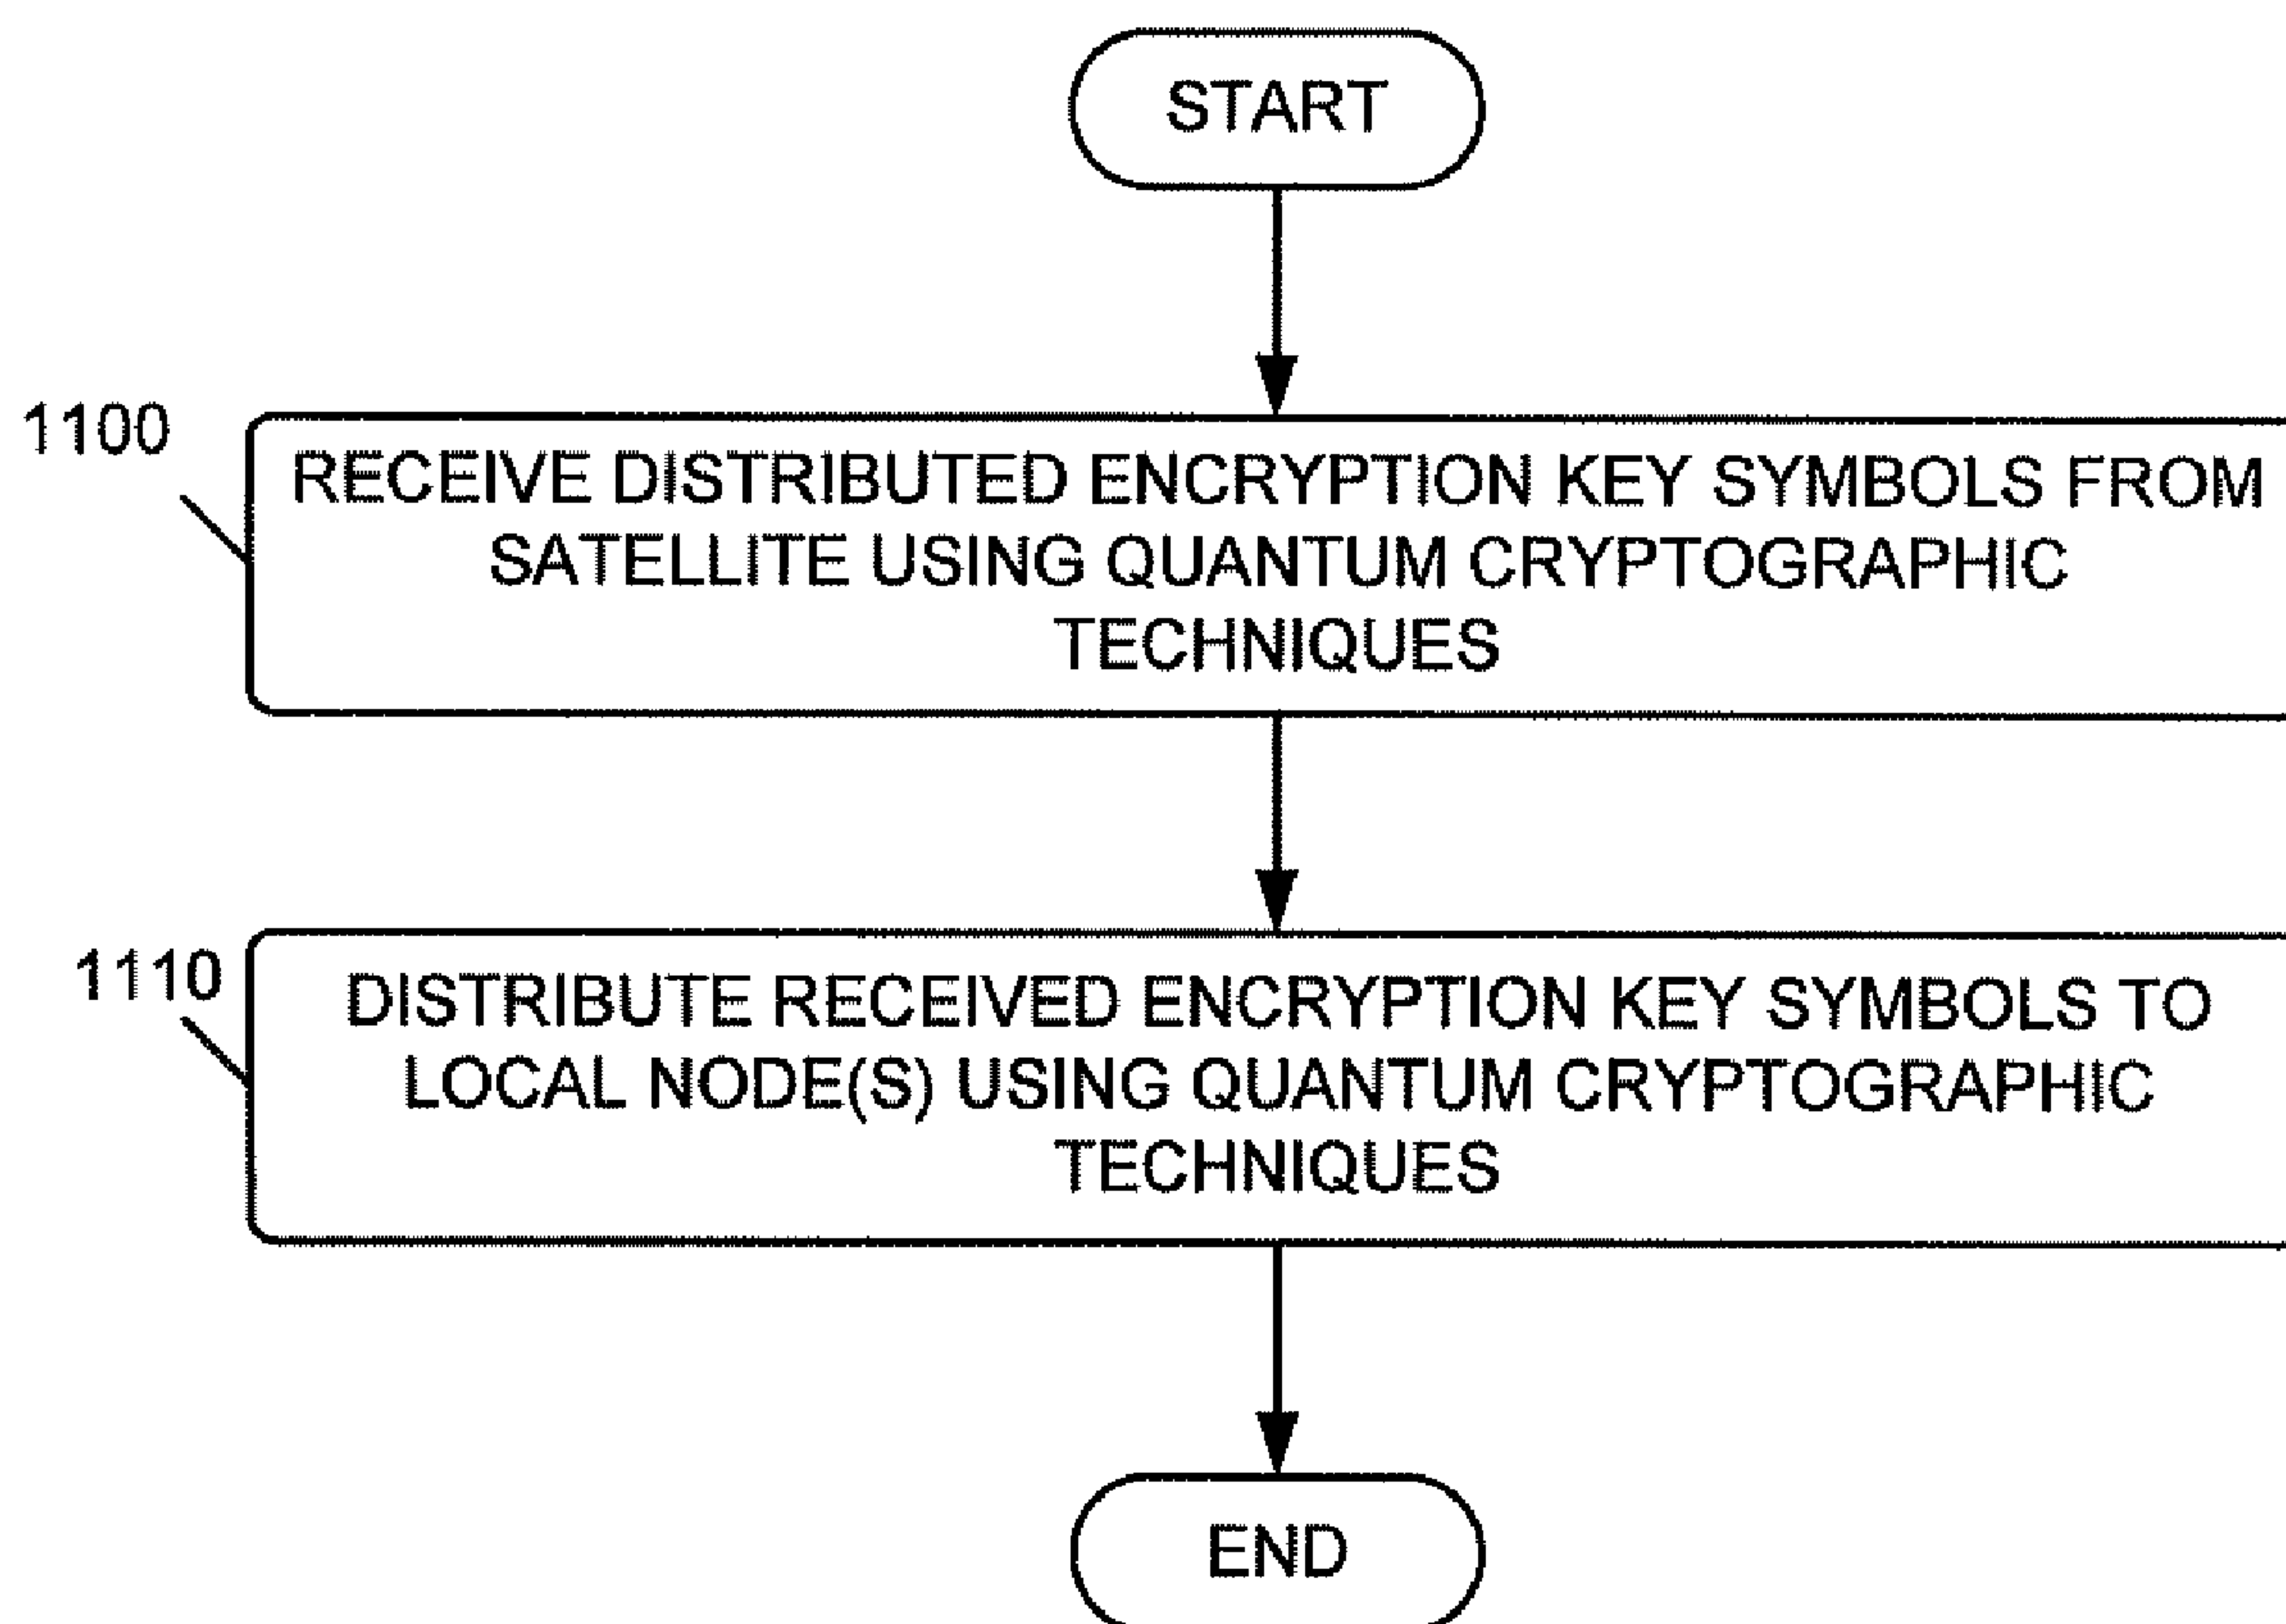 START
1100
RECEIVE DISTRIBUTED ENCRYPTION KEY SYMBOLS FROM
SATELLITE USING QUANTUM CRYPTOGRAPHIC
TECHNIQUES
1110
DISTRIBUTE RECEIVED ENCRYPTION KEY SYMBOLS TO
LOCAL NODE(S) USING QUANTUM CRYPTOGRAPHIC
TECHNIQUES
END